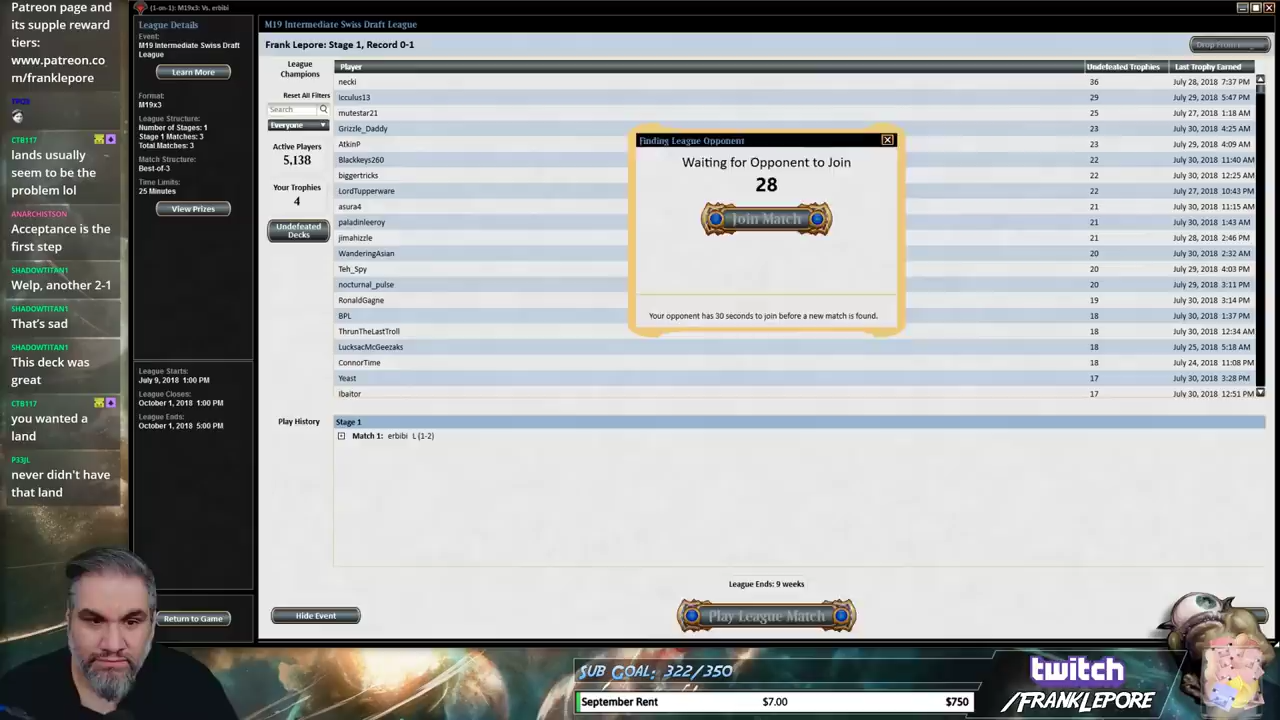 Patreon page and
its supply reward
tiers:
www.patreon.co
m/franklepore
CTB117
lands usually
seem to be the
problem lol
ANARCHISTSON
Acceptance is the
first step
SHADOWTITAN1
Welp, another 2-1
SHADOWTITAN1
That's sad
SHADOWTITAN1
This deck was
great
CTB117
you wanted a
land
P33JL
never didn't have
that land
(1-on-1): M19x3: Vs. erbibi
League Details
Event:
M19 Intermediate Swiss Draft
League
Learn More
Format:
M19x3
League Structure:
Number of Stages: 1
Stage 1 Matches: 3
Total Matches: 3
Match Structure:
Best-of-3
Time Limits:
25 Minutes
View Prizes
League Starts:
July 9, 2018 1:00 PM
League Closes:
October 1, 2018 1:00 PM
League Ends:
October 1, 2018 5:00 PM
Return to Game
M19 Intermediate Swiss Draft League
Frank Lepore: Stage 1, Record 0-1
League
Champions
Reset All Filters
Search
Everyone
Active Players
5,138
Your Trophies
4
Undefeated
Decks
Player Undefeated Trophies Last Trophy Earned
necki 36 July 28, 2018 7:37 PM
Icculus13 29 July 29, 2018 5:47 PM
mutestar21 25 July 27, 2018 1:18 AM
Grizzle_Daddy 23 July 30, 2018 4:25 AM
AtkinP 23 July 29, 2018 4:09 AM
Blackkeys260 22 July 30, 2018 11:40 AM
biggertricks 22 July 30, 2018 12:25 AM
LordTupperware 22 July 27, 2018 10:43 PM
asura4 21 July 30, 2018 11:15 AM
paladinleeroy 21 July 30, 2018 1:43 AM
jimahizzle 21 July 28, 2018 2:46 PM
WanderingAsian 20 July 30, 2018 2:32 AM
Teh_Spy 20 July 29, 2018 4:03 PM
nocturnal_pulse 20 July 29, 2018 3:11 PM
RonaldGagne 19 July 30, 2018 3:14 PM
BPL 18 July 30, 2018 1:37 PM
ThrunTheLastTroll 18 July 30, 2018 12:34 AM
LucksacMcGeezaks 18 July 25, 2018 5:18 AM
ConnorTime 18 July 24, 2018 11:08 PM
Yeast 17 July 30, 2018 3:28 PM
Ibaitor 17 July 30, 2018 12:51 PM
Finding League Opponent
Waiting for Opponent to Join
28
Join Match
Your opponent has 30 seconds to join before a new match is found.
Play History
Stage 1
Match 1: erbibi L (1-2)
League Ends: 9 weeks
Hide Event
Play League Match
SUB GOAL: 322/350
September Rent $7.00 $750
twitch
/FRANKLEPORE